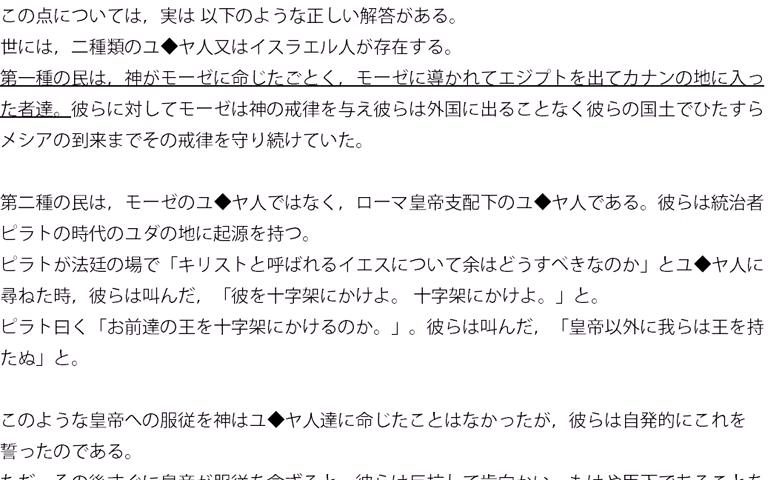 この点については，実は 以下のような正しい解答がある。
世には，二種類のユ◆ヤ人又はイスラエル人が存在する。
第一種の民は，神がモーゼに命じたごとく，モーゼに導かれてエジプトを出てカナンの地に入っ
た者達。彼らに対してモーゼは神の戒律を与え彼らは外国に出ることなく彼らの国土でひたすら
メシアの到来までその戒律を守り続けていた。
第二種の民は，モーゼのユ◆ヤ人ではなく，ローマ皇帝支配下のユ◆ヤ人である。彼らは統治者
ピラトの時代のユダの地に起源を持つ。
ピラトが法廷の場で「キリストと呼ばれるイエスについて余はどうすべきなのか」とユ◆ヤ人に
尋ねた時，彼らは叫んだ，「彼を十字架にかけよ。 十字架にかけよ。」と。
ピラト曰く「お前達の王を十字架にかけるのか。」。彼らは叫んだ，「皇帝以外に我らは王を持
たぬ」と。
このような皇帝への服従を神はユ◆ヤ人達に命じたことはなかったが，彼らは自発的にこれを
誓ったのである。